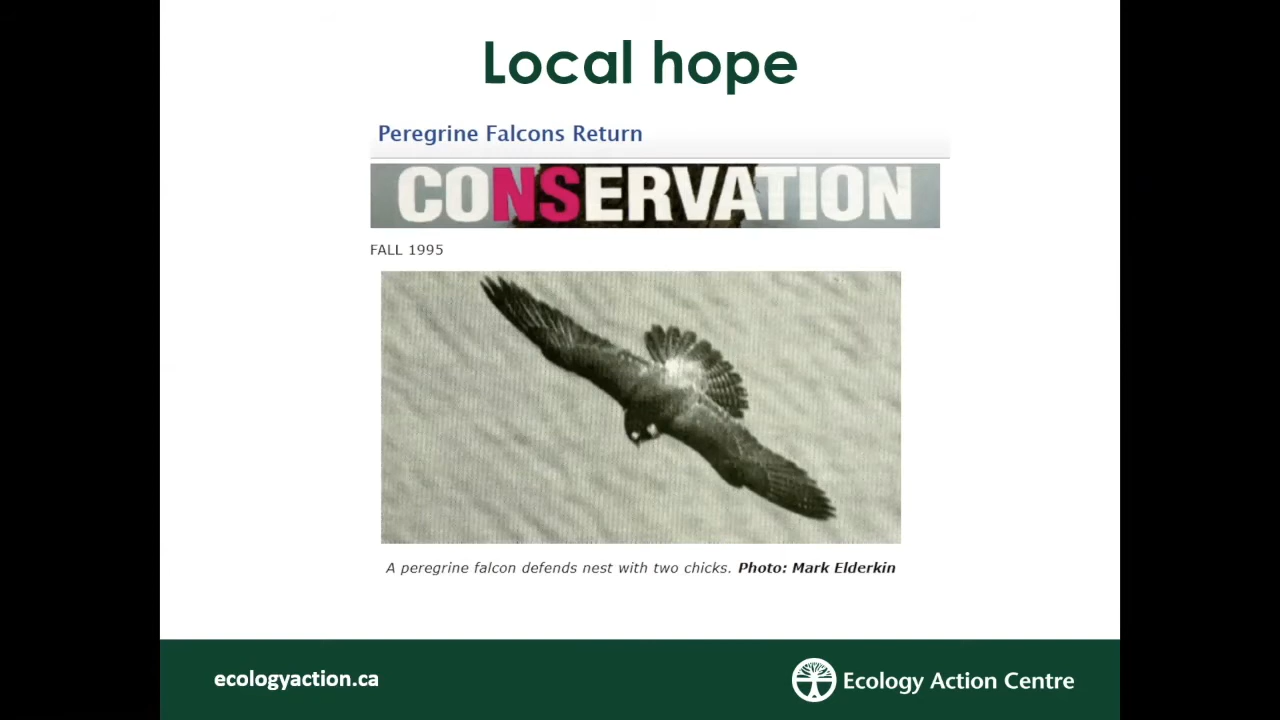 Local hope
Peregrine Falcons Return
CONSERVATION
FALL 1995
A peregrine falcon defends nest with two chicks. Photo: Mark Elderkin
ecologyaction.ca
Ecology Action Centre